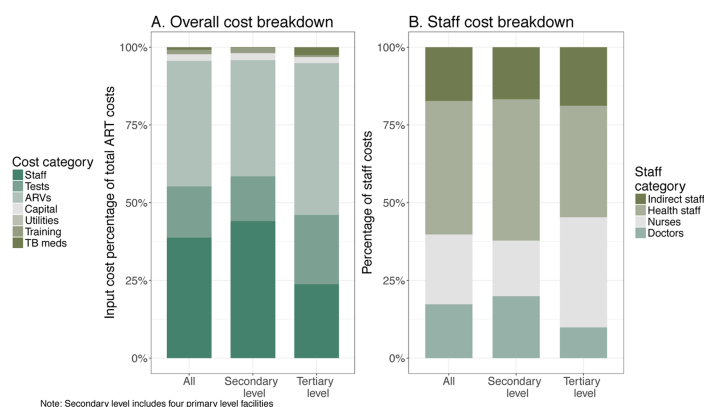 A. Overall cost breakdown
Input cost percentage of total ART costs
100%
75%
50%
25%
0%
All
Secondary
level
Tertiary
level
Cost category
Staff
Tests
ARVs
Capital
Utilities
Training
TB meds
B. Staff cost breakdown
Percentage of staff costs
100%
75%
50%
25%
0%
All
Secondary
level
Tertiary
level
Staff
category
Indirect staff
Health staff
Nurses
Doctors
Note: Secondary level includes four primary level facilities